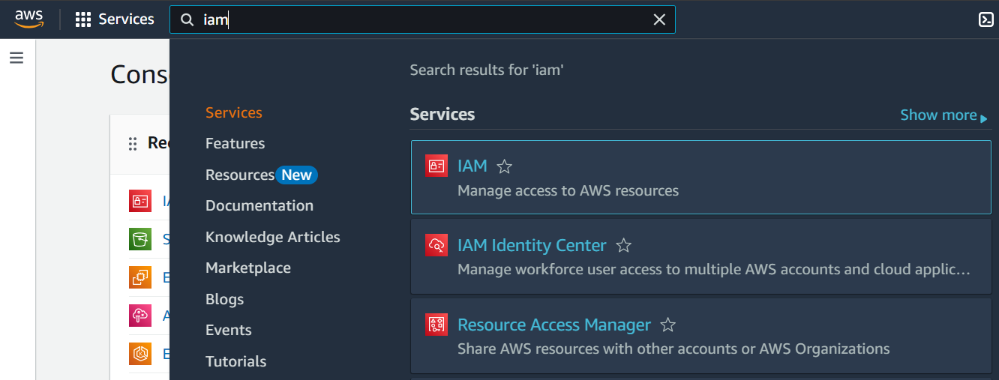 aws
Services
iam
Cons
Search results for 'iam'
Services
Features
Resources New
Documentation
Knowledge Articles
Marketplace
Blogs
Events
Tutorials
Services
Show more
IAM
Manage access to AWS resources
IAM Identity Center
Manage workforce user access to multiple AWS accounts and cloud applic...
Resource Access Manager
Share AWS resources with other accounts or AWS Organizations
Rec
IA
S
E
A
E